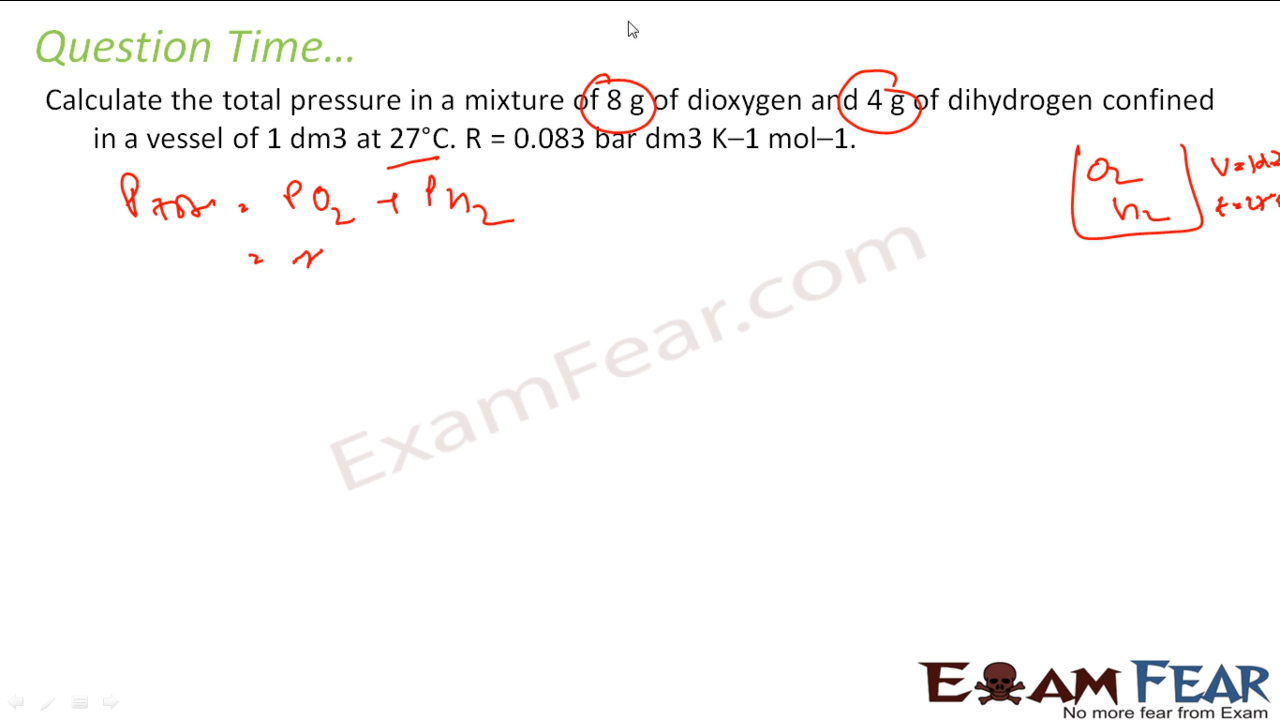 Question Time...
Calculate the total pressure in a mixture of 8 g of dioxygen and 4 g of dihydrogen confined
in a vessel of 1 dm3 at 27°C. R = 0.083 bar dm3 K–1 mol–1.
O2
H2
V=1d
P = PO2 + PH2
=
ExamFear.com
EXAM FEAR
No more fear from Exam